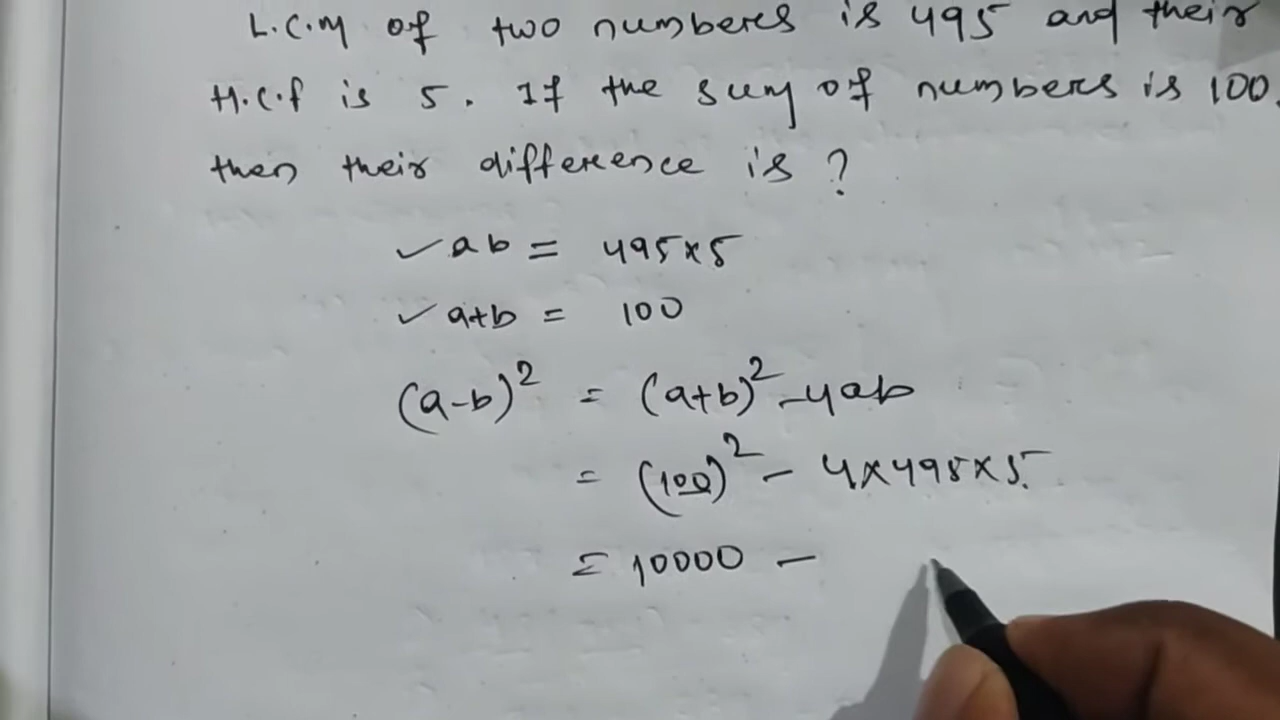 L.C.M of two numbers is 495 and their
H.C.f is 5. If the sum of numbers is 100.
then their difference is ?
✓ ab = 495×5
✓ a+b = 100
(a-b)² = (a+b)² - 4ab
= (100)² - 4×495×5
= 10000 -